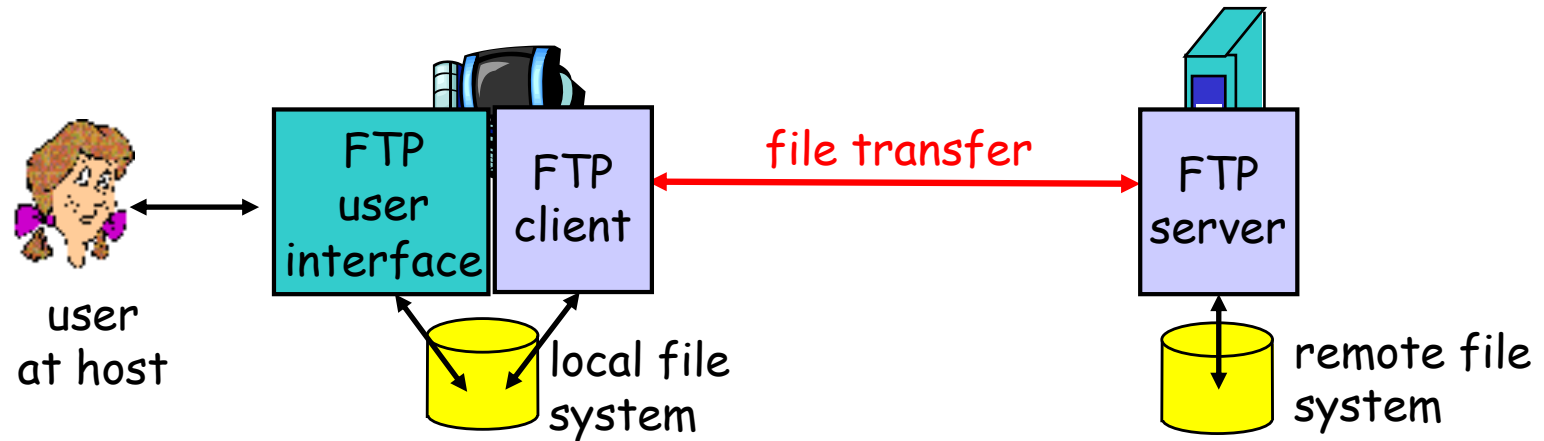 FTP
user
interface
FTP
client
file transfer
FTP
server
user
at host
local file
system
remote file
system